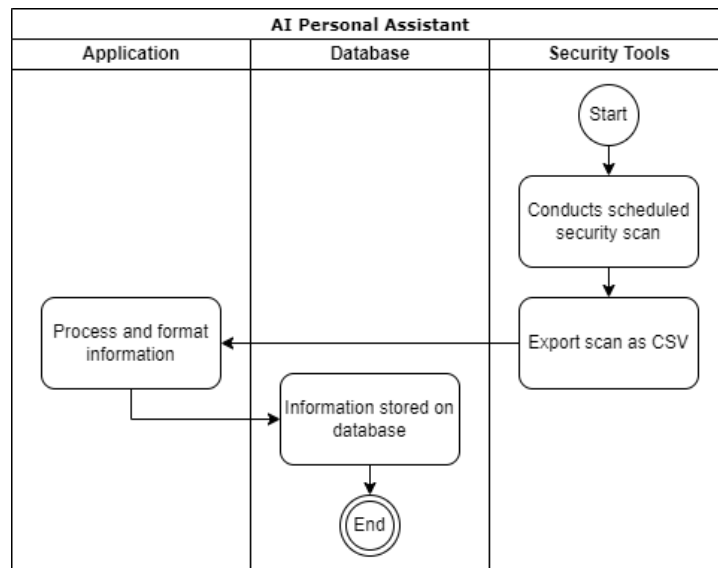 AI Personal Assistant
Application
Database
Security Tools
Start
Conducts scheduled
security scan
Export scan as CSV
Process and format
information
Information stored on
database
End